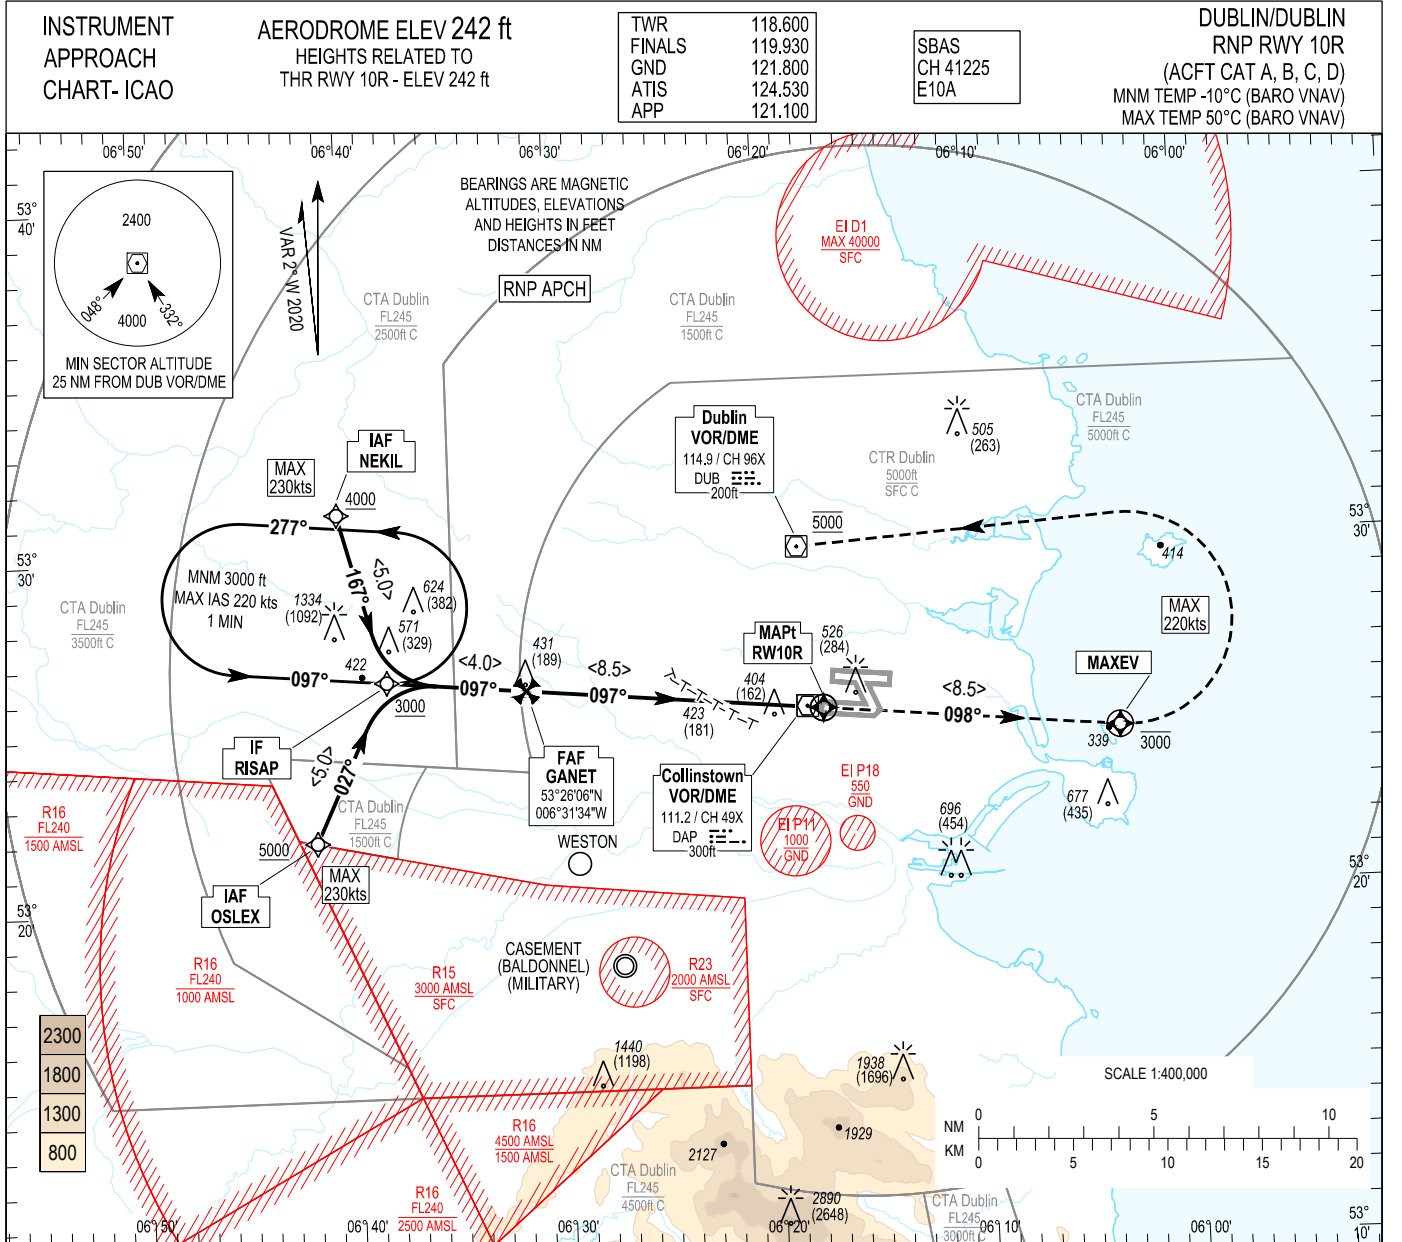 INSTRUMENT
APPROACH
CHART- ICAO
AERODROME ELEV 242 ft
HEIGHTS RELATED TO
THR RWY 10R - ELEV 242 ft
TWR 118.600
FINALS 119.930
GND 121.800
ATIS 124.530
APP 121.100
SBAS
CH 41225
E10A
DUBLIN/DUBLIN
RNP RWY 10R
(ACFT CAT A, B, C, D)
MNM TEMP -10°C (BARO VNAV)
MAX TEMP 50°C (BARO VNAV)
06°50'
06°40'
06°30'
06°20'
06°10'
06°00'
53°
40'
2400
048°
332°
4000
MIN SECTOR ALTITUDE
25 NM FROM DUB VOR/DME
VAR 2° W 2020
BEARINGS ARE MAGNETIC
ALTITUDES, ELEVATIONS
AND HEIGHTS IN FEET
DISTANCES IN NM
RNP APCH
EI D1
MAX 40000
SFC
CTA Dublin
FL245
2500ft C
CTA Dublin
FL245
1500ft C
CTA Dublin
FL245
5000ft C
Dublin
VOR/DME
114.9 / CH 96X
DUB
200ft
505
(263)
CTR Dublin
5000ft
SFC C
IAF
NEKIL
MAX
230kts
4000
277°
5000
53°
30'
414
53°
30'
MNM 3000 ft
MAX IAS 220 kts
1 MIN
167°
<5.0>
1334
(1092)
624
(382)
571
(329)
CTA Dublin
FL245
3500ft C
MAX
220kts
MAPt
RW10R
526
(284)
431
(189)
MAXEV
422
097°
<4.0>
097°
<8.5>
097°
404
(162)
423
(181)
<8.5>
098°
3000
339
3000
IF
RISAP
FAF
GANET
53°26'06"N
006°31'34"W
Collinstown
VOR/DME
111.2 / CH 49X
DAP
300ft
EI P18
550
GND
EI P11
1000
GND
677
(435)
696
(454)
<5.0>
027°
CTA Dublin
FL245
1500ft C
R16
FL240
1500 AMSL
WESTON
5000
MAX
230kts
IAF
OSLEX
53°
20'
53°
20'
CASEMENT
(BALDONNEL)
(MILITARY)
R16
FL240
1000 AMSL
R15
3000 AMSL
SFC
R23
2000 AMSL
SFC
2300
1800
1300
800
1440
(1198)
1938
(1696)
SCALE 1:400,000
NM 0 5 10
KM 0 5 10 15 20
R16
4500 AMSL
1500 AMSL
1929
2127
CTA Dublin
FL245
4500ft C
R16
FL240
2500 AMSL
2890
(2648)
CTA Dublin
FL245
3000ft C
53°
10'
06°50'
06°40'
06°30'
06°20'
06°10'
06°00'